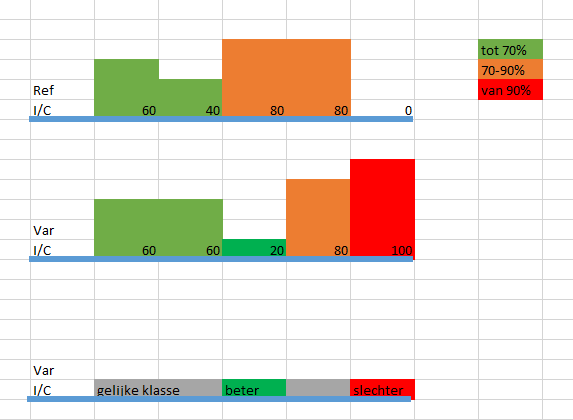 tot 70%
70-90%
Ref
van 90%
I/C 60 40 80 80 0
Var
I/C 60 60 20 80 100
Var
I/C gelijke klasse beter slechter